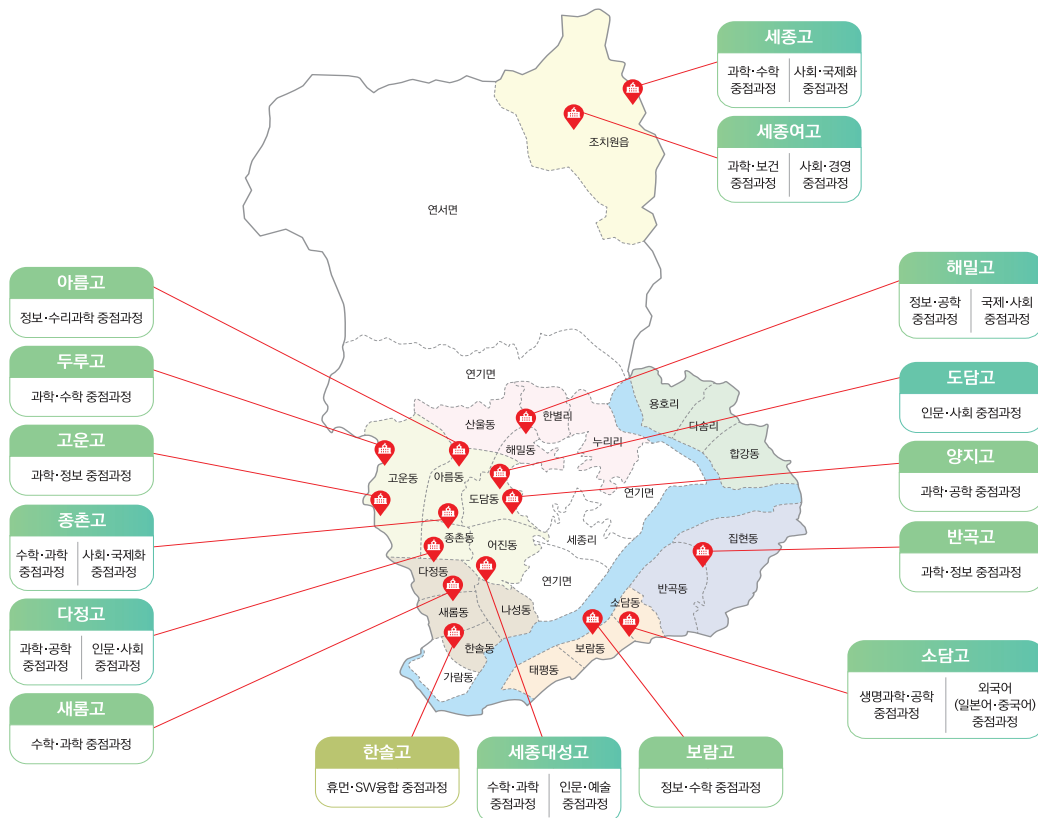 세종고
과학·수학
중점과정
사회·국제화
중점과정
세종여고
과학·보건
중점과정
사회·경영
중점과정
조치원읍
연서면
아름고
정보·수리과학 중점과정
두루고
과학·수학 중점과정
고운고
과학·정보 중점과정
종촌고
수학·과학
중점과정
사회·국제화
중점과정
다정고
과학·공학
중점과정
인문·사회
중점과정
새롬고
수학·과학 중점과정
해밀고
정보·공학
중점과정
국제·사회
중점과정
도담고
인문·사회 중점과정
양지고
과학·공학 중점과정
반곡고
과학·정보 중점과정
소담고
생명과학·공학
중점과정
외국어
(일본어·중국어)
중점과정
연기면
산울동
한별리
해밀동
누리리
용호리
다솜리
합강동
고운동
아름동
도담동
연기면
종촌동
어진동
세종리
집현동
다정동
연기면
반곡동
새롬동
나성동
소담동
한솔동
보람동
가람동
태평동
한솔고
휴먼·SW융합 중점과정
세종대성고
수학·과학
중점과정
인문·예술
중점과정
보람고
정보·수학 중점과정